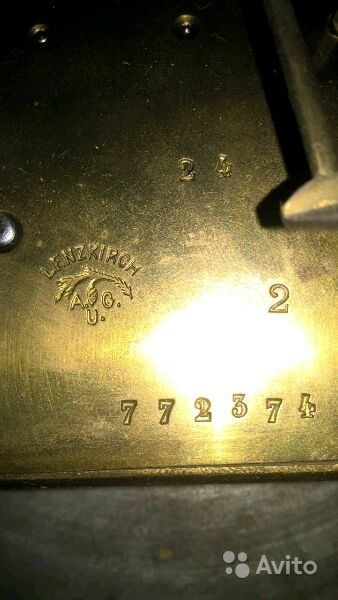 24
LENZKIRCH
A. G.
U.
2
772374
Avito